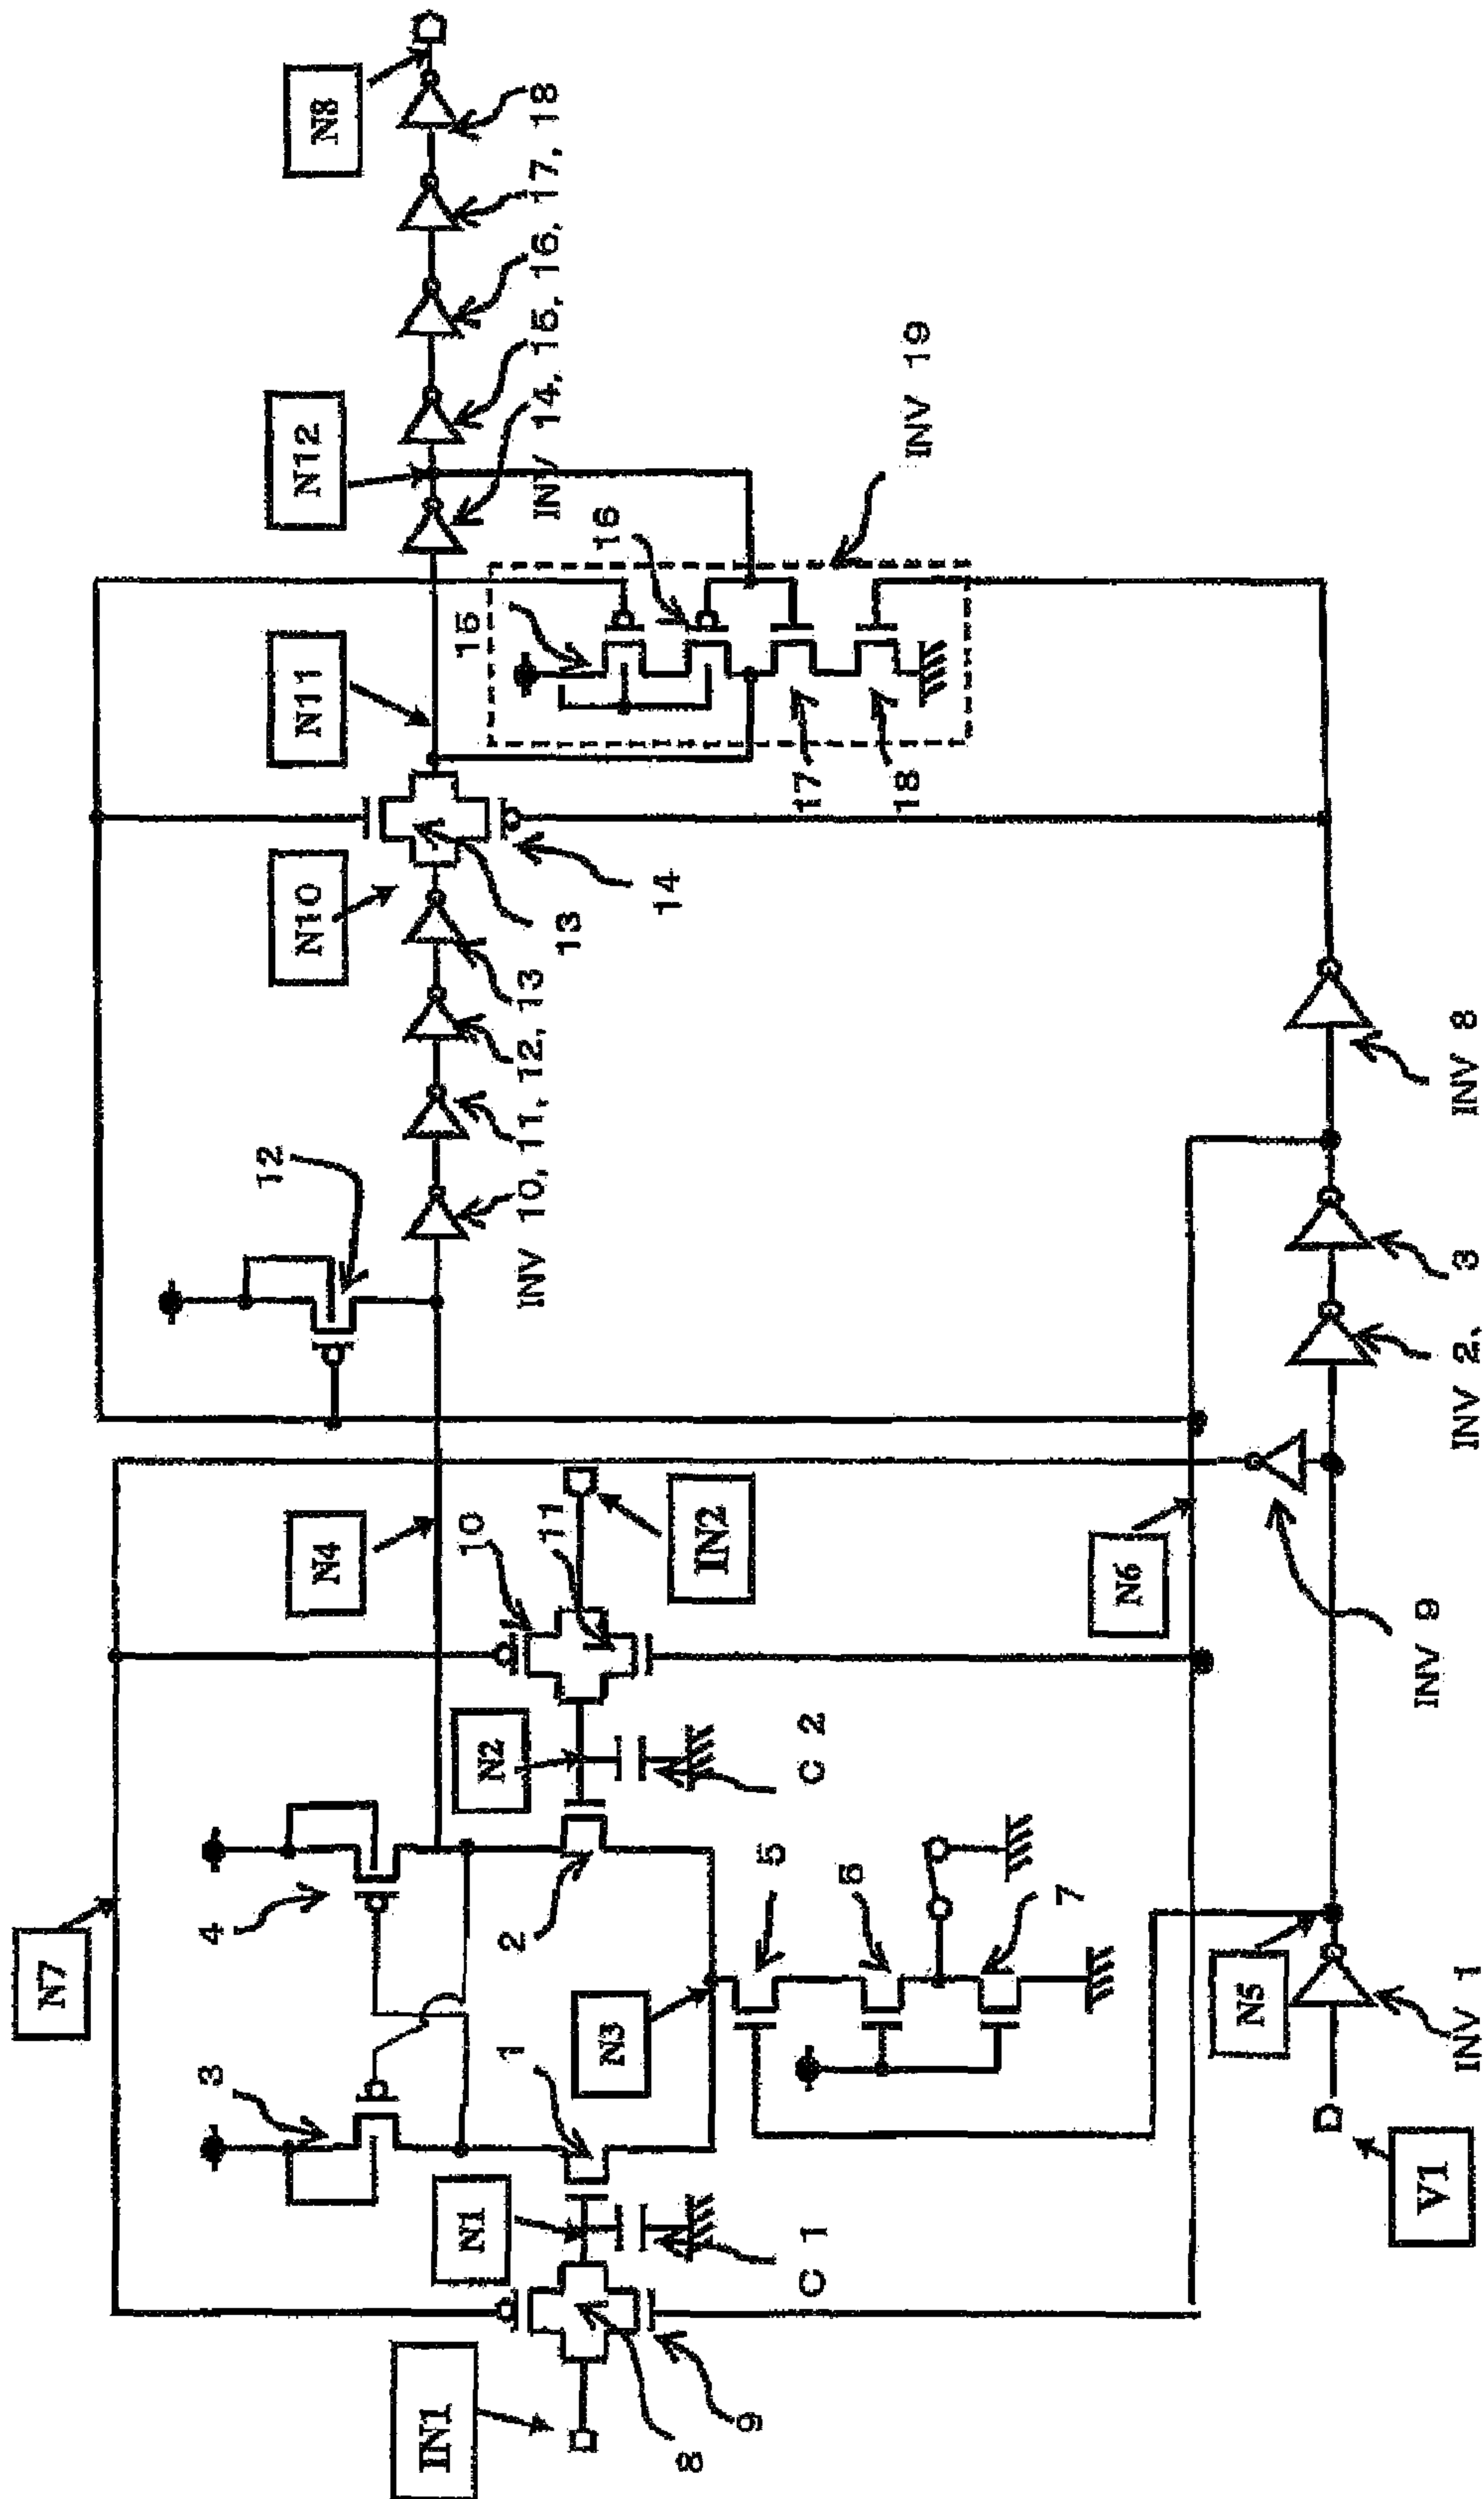 N7
N4
N8
N12
N11
N10
12
3
4
INV 10, 11, 12, 13
INV 14, 15, 16, 17, 18
13
14
15
16
17
18
INV 19
N1
N2
10
11
IN1
IN2
1
2
8
9
C 1
C 2
N3
5
6
7
N6
N5
V1
INV 1
INV 9
INV 2, 3
INV 8